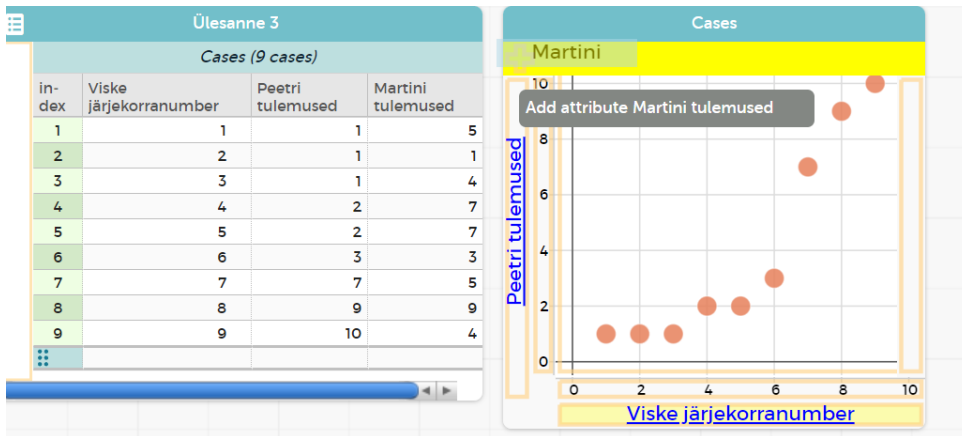 Ülesanne 3
Cases (9 cases)
in-
dex
Viske
järjekorranumber
Peetri
tulemused
Martini
tulemused
1 1 1 5
2 2 1 1
3 3 1 4
4 4 2 7
5 5 2 7
6 6 3 3
7 7 7 5
8 8 9 9
9 9 10 4
Cases
Martini
Add attribute Martini tulemused
Peetri tulemused
10
8
6
4
2
0
0 2 4 6 8 10
Viske järjekorranumber